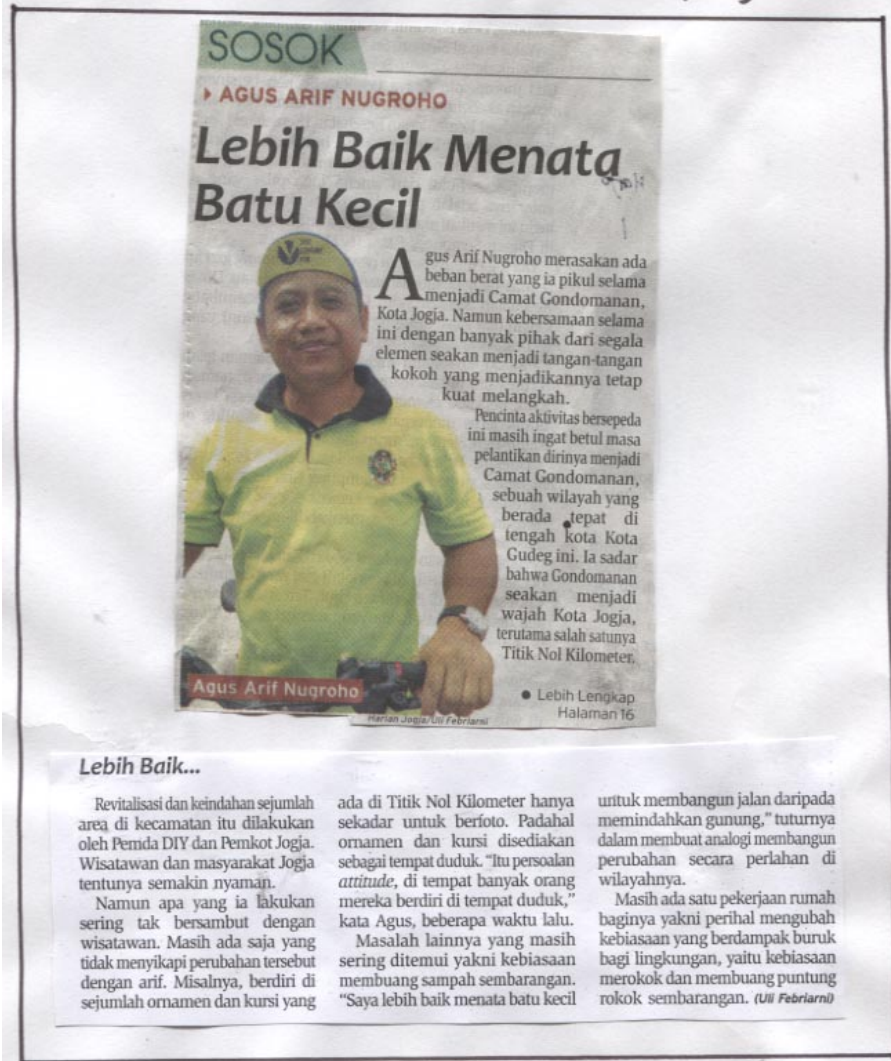 SOSOK
AGUS ARIF NUGROHO
Lebih Baik Menata
Batu Kecil
Agus Arif Nugroho merasakan ada
beban berat yang ia pikul selama
menjadi Camat Gondomanan,
Kota Jogja. Namun kebersamaan selama
ini dengan banyak pihak dari segala
elemen seakan menjadi tangan-tangan
kokoh yang menjadikannya tetap
kuat melangkah.
Pencinta aktivitas bersepeda
ini masih ingat betul masa
pelantikan dirinya menjadi
Camat Gondomanan,
sebuah wilayah yang
berada tepat di
tengah kota Kota
Gudeg ini. Ia sadar
bahwa Gondomanan
seakan menjadi
wajah Kota Jogja,
terutama salah satunya
Titik Nol Kilometer.
● Lebih Lengkap
Halaman 16
Agus Arif Nugroho
Harian Jogja/Uli Febriarni
Lebih Baik...
Revitalisasi dan keindahan sejumlah
area di kecamatan itu dilakukan
oleh Pemda DIY dan Pemkot Jogja.
Wisatawan dan masyarakat Jogja
tentunya semakin nyaman.
Namun apa yang ia lakukan
sering tak bersambut dengan
wisatawan. Masih ada saja yang
tidak menyikapi perubahan tersebut
dengan arif. Misalnya, berdiri di
sejumlah ornamen dan kursi yang
ada di Titik Nol Kilometer hanya
sekadar untuk berfoto. Padahal
ornamen dan kursi disediakan
sebagai tempat duduk. "Itu persoalan
attitude, di tempat banyak orang
mereka berdiri di tempat duduk,"
kata Agus, beberapa waktu lalu.
Masalah lainnya yang masih
sering ditemui yakni kebiasaan
membuang sampah sembarangan.
"Saya lebih baik menata batu kecil
untuk membangun jalan daripada
memindahkan gunung," tuturnya
dalam membuat analogi membangun
perubahan secara perlahan di
wilayahnya.
Masih ada satu pekerjaan rumah
baginya yakni perihal mengubah
kebiasaan yang berdampak buruk
bagi lingkungan, yaitu kebiasaan
merokok dan membuang puntung
rokok sembarangan. (Uli Febriarni)